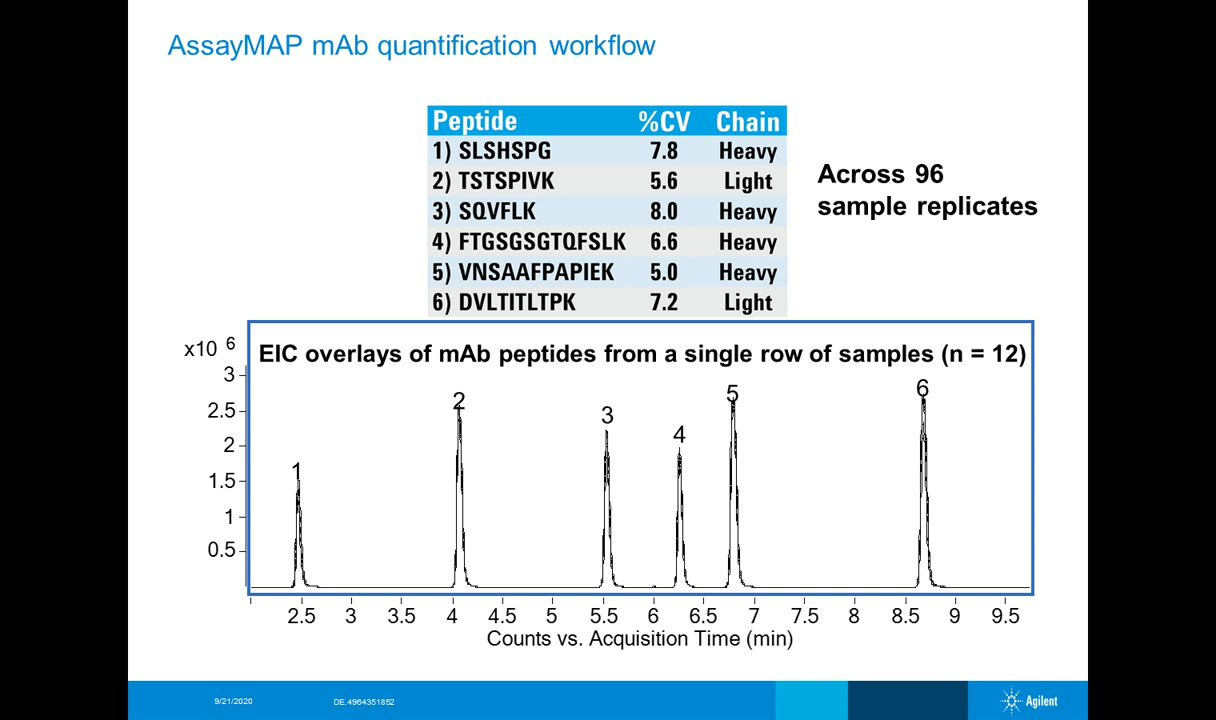 AssayMAP mAb quantification workflow
Peptide %CV Chain
1) SLSHSPG 7.8 Heavy
2) TSTSPIVK 5.6 Light
3) SQVFLK 8.0 Heavy
4) FTGSGSGTQFSLK 6.6 Heavy
5) VNSAAFPAPIEK 5.0 Heavy
6) DVLTITLTPK 7.2 Light
Across 96
sample replicates
x10 6
EIC overlays of mAb peptides from a single row of samples (n = 12)
3
2.5
2
1.5
1
0.5
1 2 3 4 5 6
2.5 3 3.5 4 4.5 5 5.5 6 6.5 7 7.5 8 8.5 9 9.5
Counts vs. Acquisition Time (min)
9/21/2020
DE.4964351852
Agilent